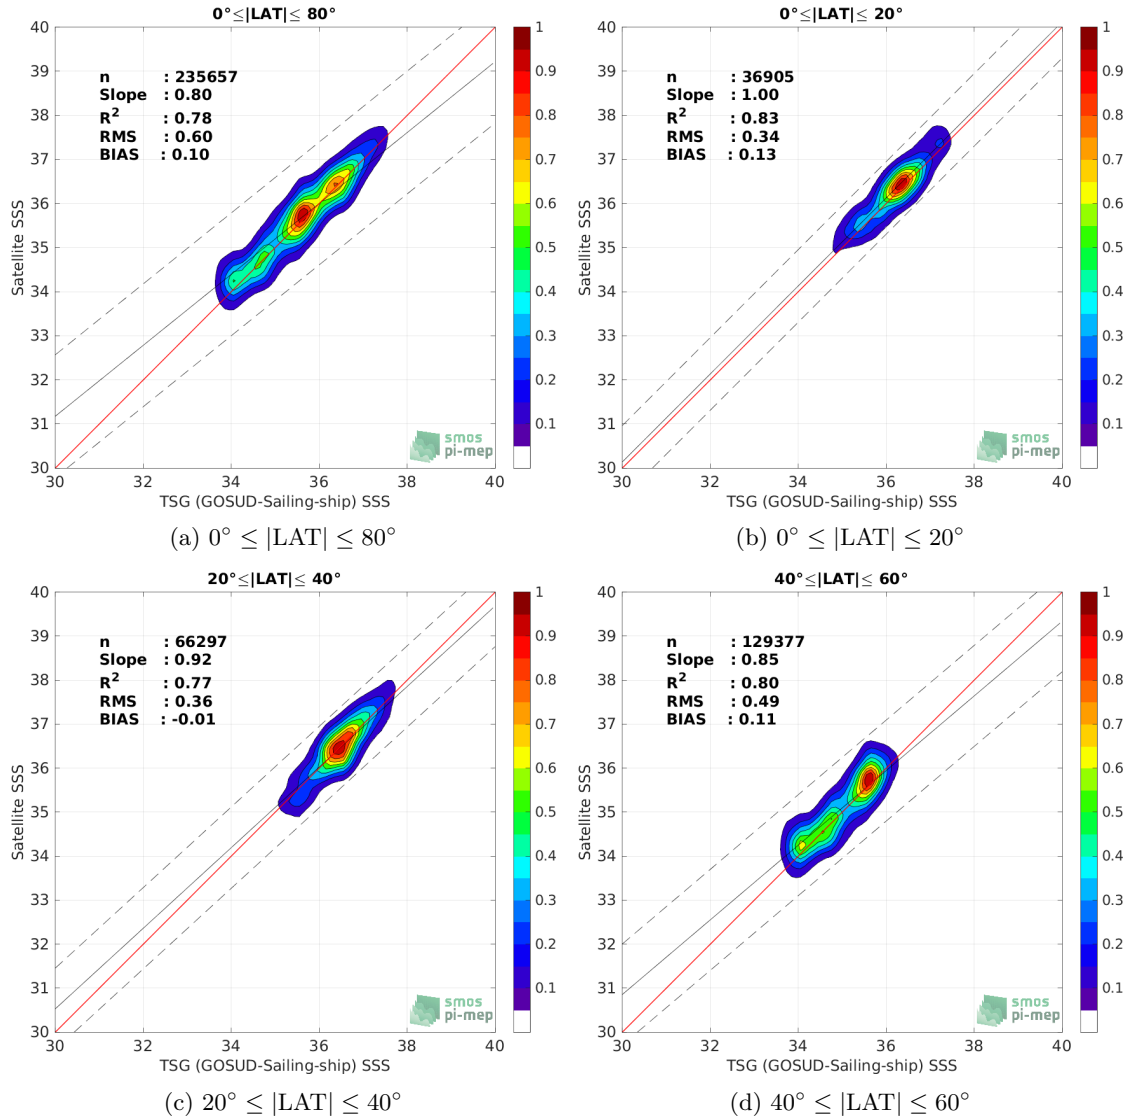 0°≤|LAT|≤ 80°
40
39
38
37
36
35
34
33
32
31
30
Satellite SSS
n : 235657
Slope : 0.80
R² : 0.78
RMS : 0.60
BIAS : 0.10
smos
pi-mep
30 32 34 36 38 40
TSG (GOSUD-Sailing-ship) SSS
1
0.9
0.8
0.7
0.6
0.5
0.4
0.3
0.2
0.1
(a) 0° ≤ |LAT| ≤ 80°
0°≤|LAT|≤ 20°
40
39
38
37
36
35
34
33
32
31
30
Satellite SSS
n : 36905
Slope : 1.00
R² : 0.83
RMS : 0.34
BIAS : 0.13
smos
pi-mep
30 32 34 36 38 40
TSG (GOSUD-Sailing-ship) SSS
1
0.9
0.8
0.7
0.6
0.5
0.4
0.3
0.2
0.1
(b) 0° ≤ |LAT| ≤ 20°
20°≤|LAT|≤ 40°
40
39
38
37
36
35
34
33
32
31
30
Satellite SSS
n : 66297
Slope : 0.92
R² : 0.77
RMS : 0.36
BIAS : -0.01
smos
pi-mep
30 32 34 36 38 40
TSG (GOSUD-Sailing-ship) SSS
1
0.9
0.8
0.7
0.6
0.5
0.4
0.3
0.2
0.1
(c) 20° ≤ |LAT| ≤ 40°
40°≤|LAT|≤ 60°
40
39
38
37
36
35
34
33
32
31
30
Satellite SSS
n : 129377
Slope : 0.85
R² : 0.80
RMS : 0.49
BIAS : 0.11
smos
pi-mep
30 32 34 36 38 40
TSG (GOSUD-Sailing-ship) SSS
1
0.9
0.8
0.7
0.6
0.5
0.4
0.3
0.2
0.1
(d) 40° ≤ |LAT| ≤ 60°